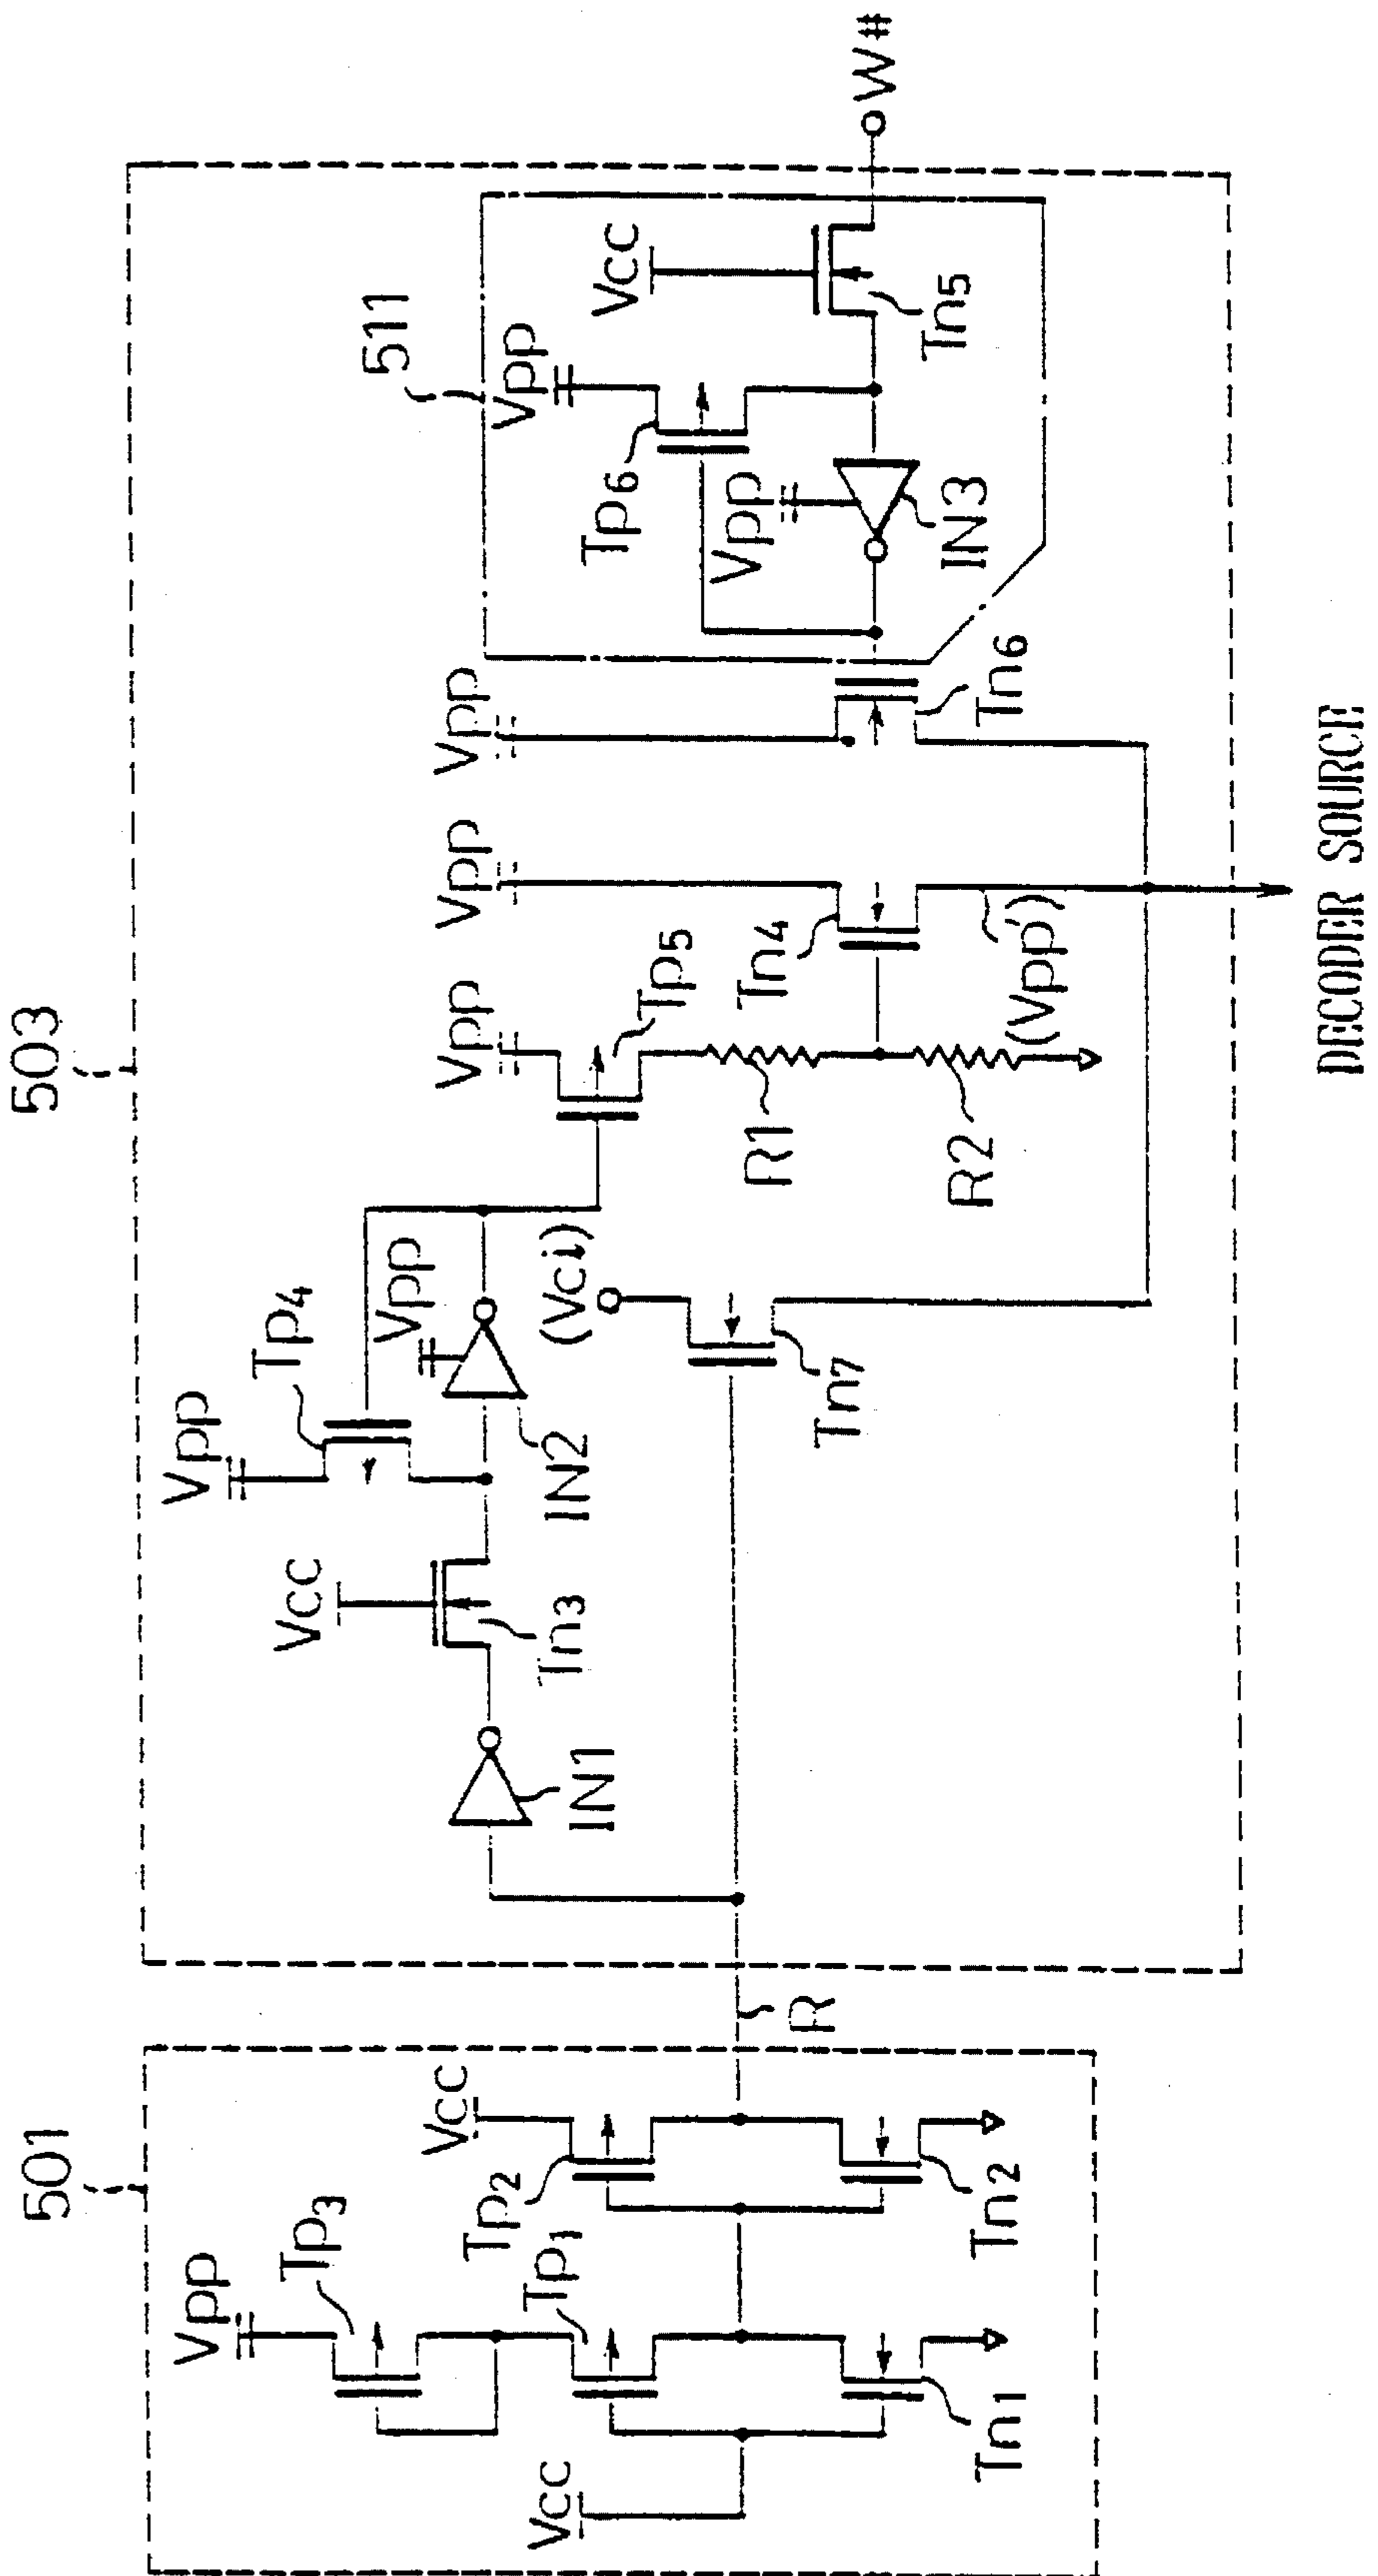 501
Vcc
Vpp
Tp3
Tp1
Tn1
Vcc
Tp2
Tn2
R
503
IN1
Vcc
Tn3
Vpp
Tp4
Vpp
IN2
(Vci)
Tn7
Vpp
Tp5
R1
R2
Vpp
Tn4
(Vpp')
Vpp
Tn6
511
Vpp
Tp6
Vpp
IN3
Vcc
Tn5
W#
DECODER SOURCE